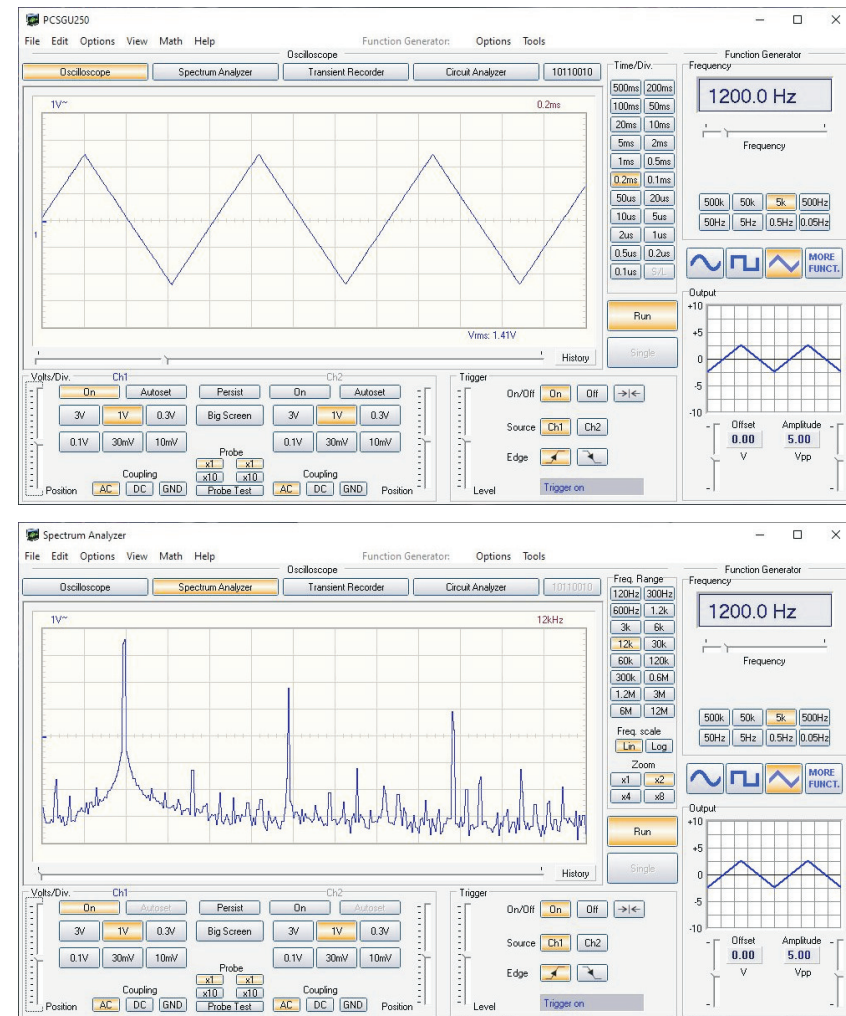 PCSGU250
File Edit Options View Math Help Function Generator: Options Tools
Oscilloscope
Oscilloscope Spectrum Analyzer Transient Recorder Circuit Analyzer 10110010
1V~ 0.2ms
1
Vrms: 1.41V
History
Time/Div.
500ms 200ms
100ms 50ms
20ms 10ms
5ms 2ms
1ms 0.5ms
0.2ms 0.1ms
50us 20us
10us 5us
2us 1us
0.5us 0.2us
0.1us S/L
Run
Single
Function Generator
Frequency
1200.0 Hz
Frequency
500k 50k 5k 500Hz
50Hz 5Hz 0.5Hz 0.05Hz
MORE
FUNCT.
Output
+10
+5
0
-5
-10
Offset Amplitude
0.00 5.00
V Vpp
Volts/Div. Ch1 Ch2
On Autoset Persist On Autoset
3V 1V 0.3V Big Screen 3V 1V 0.3V
0.1V 30mV 10mV 0.1V 30mV 10mV
Probe
x1 x1
x10 x10
Probe Test
Coupling Coupling
Position AC DC GND AC DC GND Position
Trigger
On/Off On Off
Source Ch1 Ch2
Edge
Level Trigger on
Spectrum Analyzer
File Edit Options View Math Help Function Generator: Options Tools
Oscilloscope
Oscilloscope Spectrum Analyzer Transient Recorder Circuit Analyzer 10110010
1V~ 12kHz
History
Freq. Range
120Hz 300Hz
600Hz 1.2k
3k 6k
12k 30k
60k 120k
300k 0.6M
1.2M 3M
6M 12M
Freq. scale
Lin Log
Zoom
x1 x2
x4 x8
Run
Single
Function Generator
Frequency
1200.0 Hz
Frequency
500k 50k 5k 500Hz
50Hz 5Hz 0.5Hz 0.05Hz
MORE
FUNCT.
Output
+10
+5
0
-5
-10
Offset Amplitude
0.00 5.00
V Vpp
Volts/Div. Ch1 Ch2
On Autoset Persist On Autoset
3V 1V 0.3V Big Screen 3V 1V 0.3V
0.1V 30mV 10mV 0.1V 30mV 10mV
Probe
x1 x1
x10 x10
Probe Test
Coupling Coupling
Position AC DC GND AC DC GND Position
Trigger
On/Off On Off
Source Ch1 Ch2
Edge
Level Trigger on